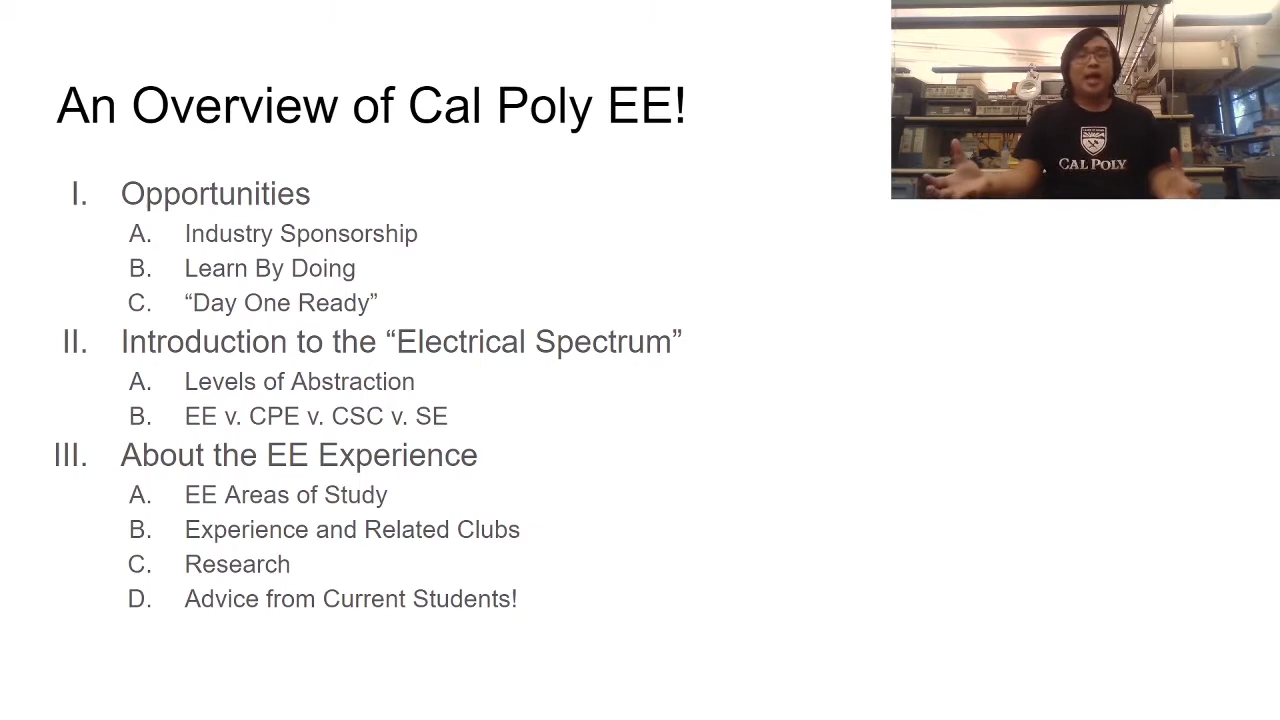 An Overview of Cal Poly EE!
I. Opportunities
A. Industry Sponsorship
B. Learn By Doing
C. “Day One Ready”
II. Introduction to the “Electrical Spectrum”
A. Levels of Abstraction
B. EE v. CPE v. CSC v. SE
III. About the EE Experience
A. EE Areas of Study
B. Experience and Related Clubs
C. Research
D. Advice from Current Students!
CAL POLY